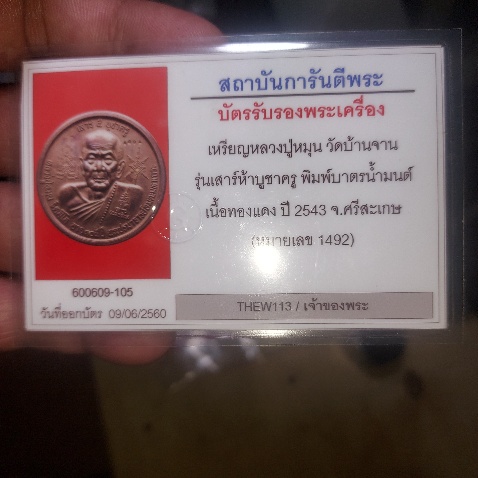 สถาบันการันตีพระ
บัตรรับรองพระเครื่อง
เหรียญหลวงปู่หมุน วัดบ้านจาน
รุ่นเสาร์ห้าบูชาครู พิมพ์บาตรน้ำมนต์
เนื้อทองแดง ปี 2543 จ.ศรีสะเกษ
(หมายเลข 1492)
600609-105
วันที่ออกบัตร 09/06/2560
THEW113 / เจ้าของพระ